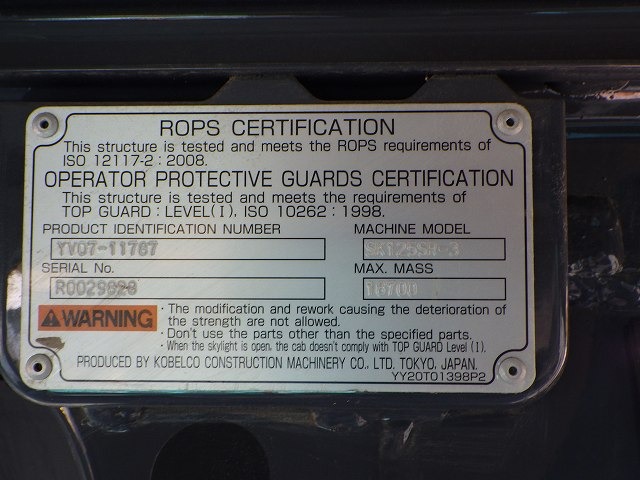 ROPS CERTIFICATION
This structure is tested and meets the ROPS requirements of
ISO 12117-2 : 2008.
OPERATOR PROTECTIVE GUARDS CERTIFICATION
This structure is tested and meets the requirements of
TOP GUARD : LEVEL(I), ISO 10262 : 1998.
PRODUCT IDENTIFICATION NUMBER MACHINE MODEL
YV07-11787 SK125SR-3
SERIAL No. MAX. MASS
WARNING
· The modification and rework causing the deterioration of
the strength are not allowed.
· Don't use the parts other than the specified parts.
· When the skylight is open, the cab doesn't comply with TOP GUARD Level (I).
PRODUCED BY KOBELCO CONSTRUCTION MACHINERY CO., LTD. TOKYO, JAPAN.
YY20T01398P2